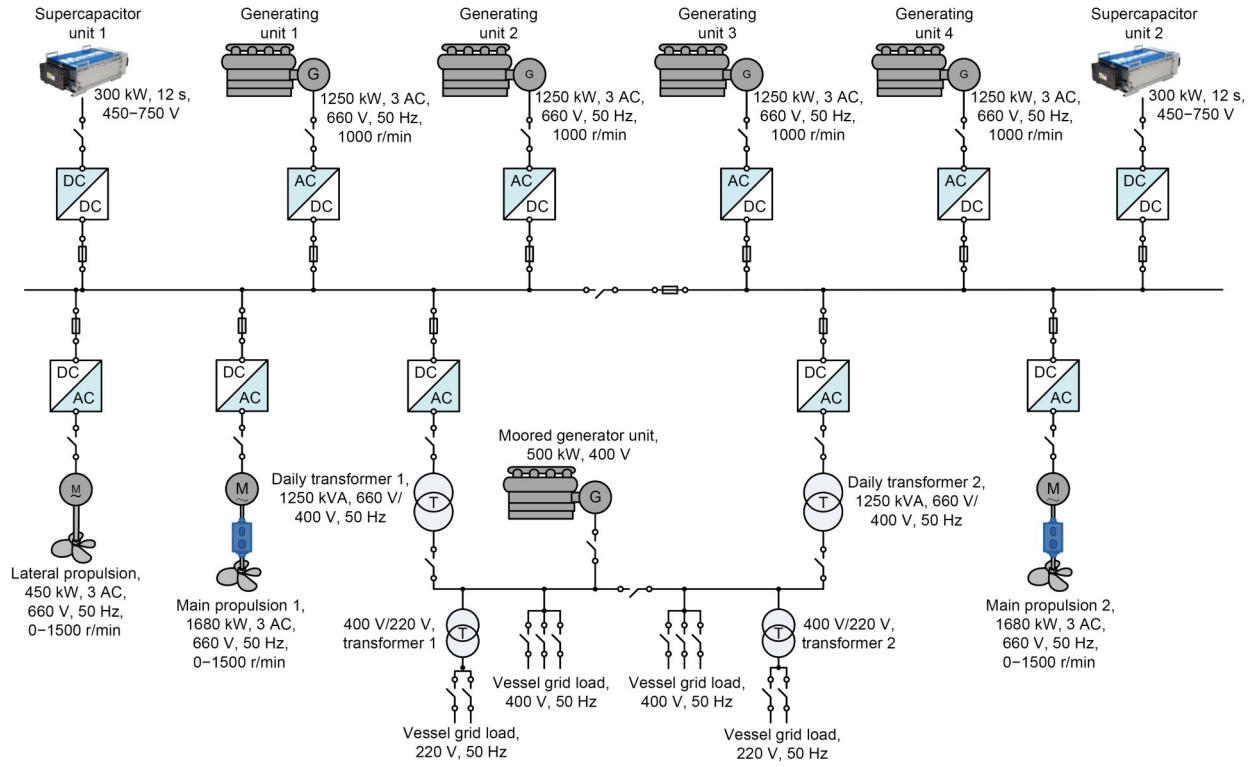 Supercapacitor
unit 1
Generating
unit 1
Generating
unit 2
Generating
unit 3
Generating
unit 4
Supercapacitor
unit 2
G
G
G
G
300 kW, 12 s,
450−750 V
1250 kW, 3 AC,
660 V, 50 Hz,
1000 r/min
1250 kW, 3 AC,
660 V, 50 Hz,
1000 r/min
1250 kW, 3 AC,
660 V, 50 Hz,
1000 r/min
1250 kW, 3 AC,
660 V, 50 Hz,
1000 r/min
300 kW, 12 s,
450−750 V
DC
DC
AC
DC
AC
DC
AC
DC
AC
DC
DC
DC
DC
AC
DC
AC
DC
AC
DC
AC
DC
AC
Moored generator unit,
500 kW, 400 V
G
M
~
M
~
Daily transformer 1,
1250 kVA, 660 V/
400 V, 50 Hz
T
T
Daily transformer 2,
1250 kVA, 660 V/
400 V, 50 Hz
M
~
Lateral propulsion,
450 kW, 3 AC,
660 V, 50 Hz,
0−1500 r/min
Main propulsion 1,
1680 kW, 3 AC,
660 V, 50 Hz,
0−1500 r/min
400 V/220 V,
transformer 1
T
T
400 V/220 V,
transformer 2
Main propulsion 2,
1680 kW, 3 AC,
660 V, 50 Hz,
0−1500 r/min
Vessel grid load,
400 V, 50 Hz
Vessel grid load,
400 V, 50 Hz
Vessel grid load,
220 V, 50 Hz
Vessel grid load,
220 V, 50 Hz